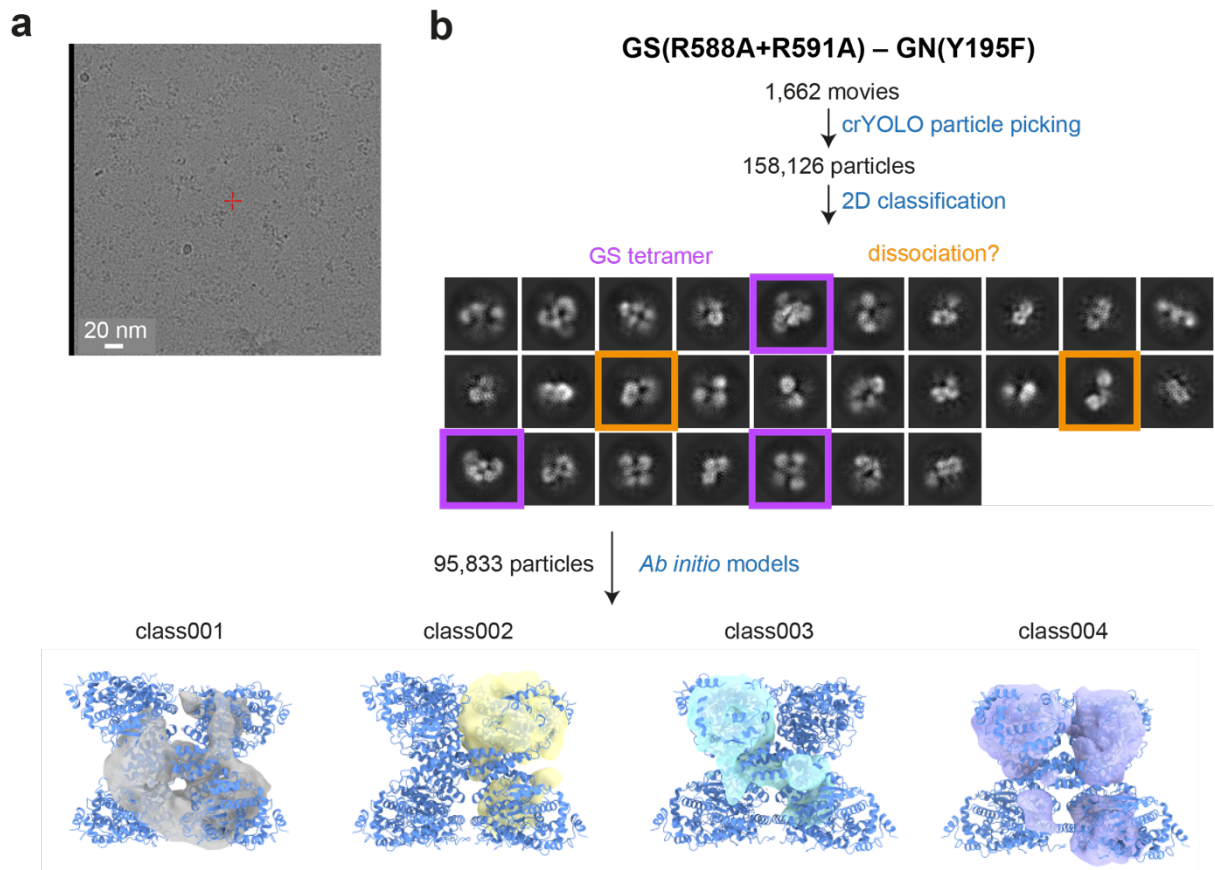 a
20 nm
b
GS(R588A+R591A) – GN(Y195F)
1,662 movies
crYOLO particle picking
158,126 particles
2D classification
GS tetramer
dissociation?
95,833 particles
Ab initio models
class001
class002
class003
class004